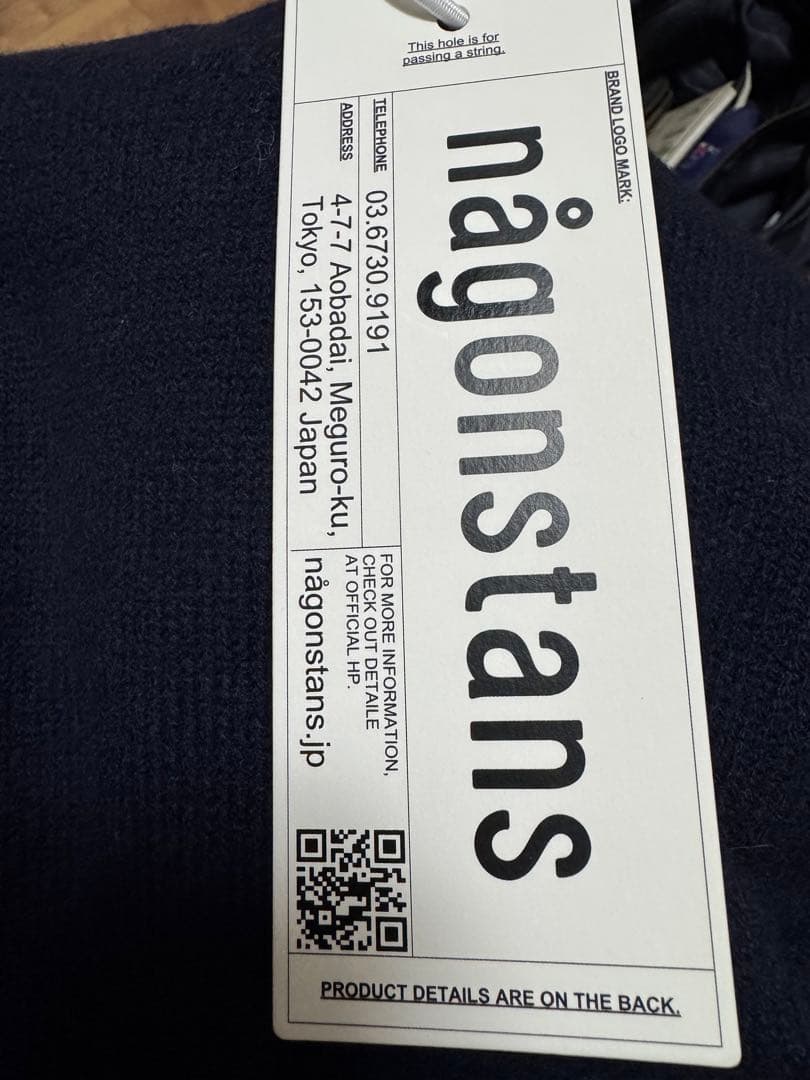 This hole is for
passing a string.
BRAND LOGO MARK:
någonstans
TELEPHONE 03.6730.9191
ADDRESS 4-7-7 Aobadai, Meguro-ku,
Tokyo, 153-0042 Japan
FOR MORE INFORMATION,
CHECK OUT DETAILE
AT OFFICIAL HP.
någonstans.jp
PRODUCT DETAILS ARE ON THE BACK.